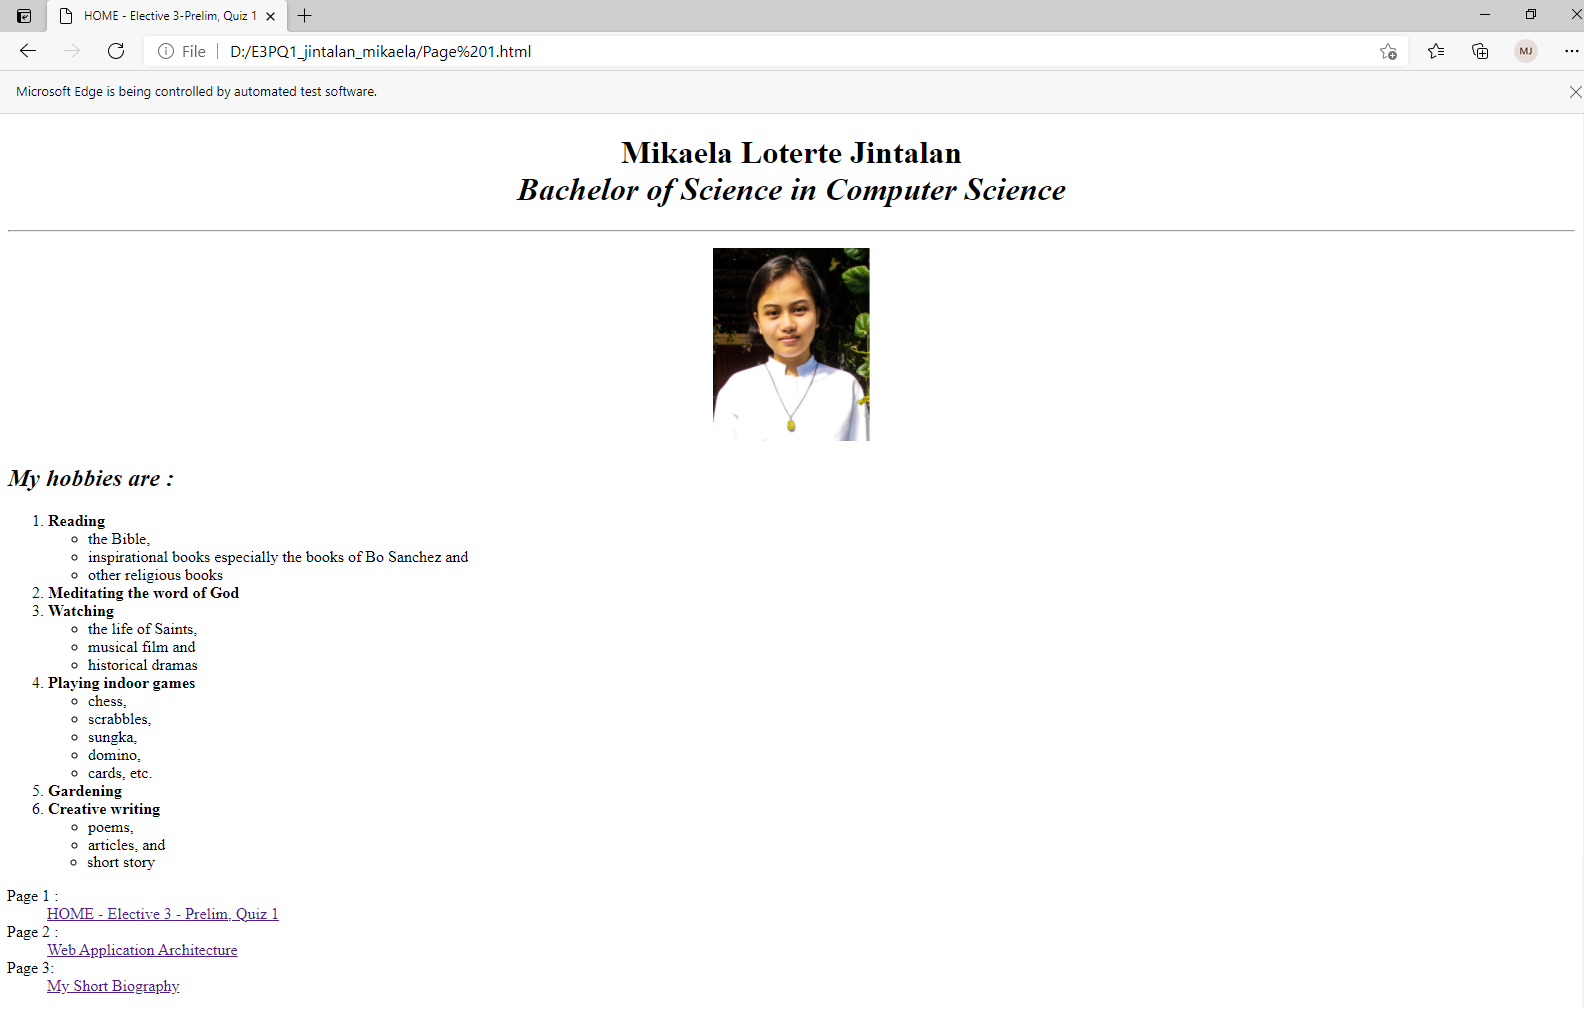 HOME - Elective 3-Prelim, Quiz 1
File
D:/E3PQ1_jintalan_mikaela/Page%201.html
MJ
Microsoft Edge is being controlled by automated test software.
Mikaela Loterte Jintalan
Bachelor of Science in Computer Science
My hobbies are :
1. Reading
the Bible,
inspirational books especially the books of Bo Sanchez and
other religious books
2. Meditating the word of God
3. Watching
the life of Saints,
musical film and
historical dramas
4. Playing indoor games
chess,
scrabbles,
sungka,
domino,
cards, etc.
5. Gardening
6. Creative writing
poems,
articles, and
short story
Page 1 :
HOME - Elective 3 - Prelim, Quiz 1
Page 2 :
Web Application Architecture
Page 3:
My Short Biography